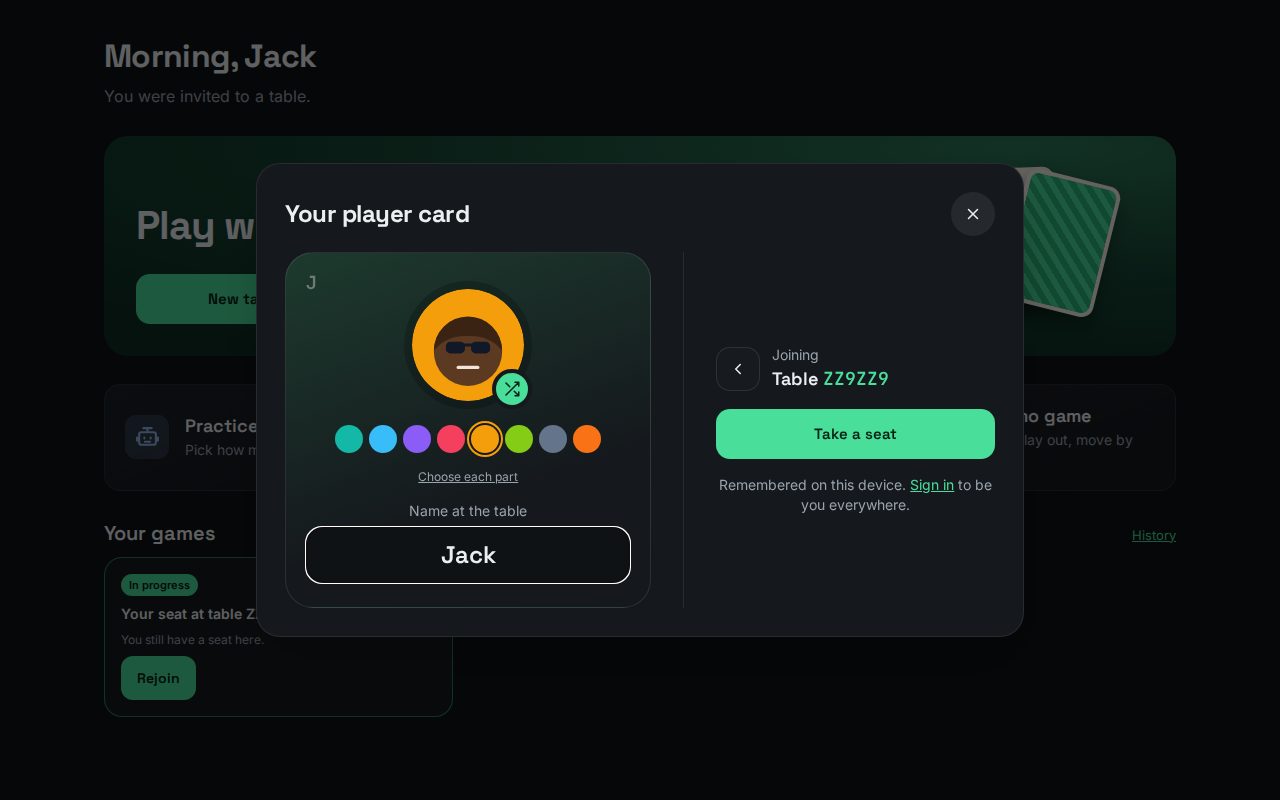 Morning, Jack
You were invited to a table.
Play w
New ta
Your player card
J
Choose each part
Name at the table
Jack
Joining
Table ZZ9ZZ9
Take a seat
Remembered on this device. Sign in to be
you everywhere.
Practice
Pick how m
o game
lay out, move by
Your games
History
In progress
Your seat at table Z
You still have a seat here.
Rejoin